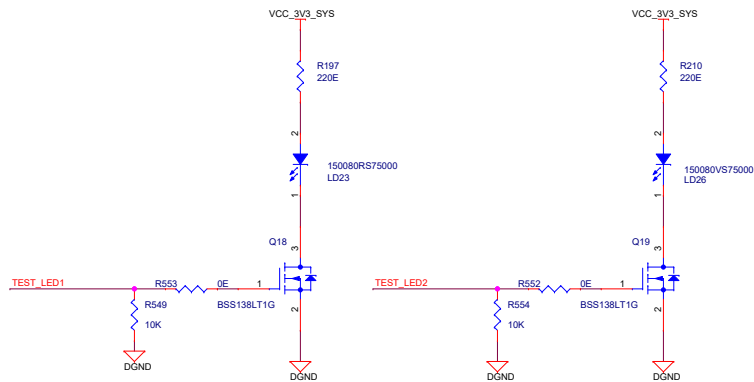 VCC_3V3_SYS
R197
220E
2
150080RS75000
LD23
1
Q18
3
TEST_LED1
R553
0E
1
2
R549
BSS138LT1G
10K
DGND
DGND
VCC_3V3_SYS
R210
220E
2
150080VS75000
LD26
1
Q19
3
TEST_LED2
R552
0E
1
2
R554
BSS138LT1G
10K
DGND
DGND